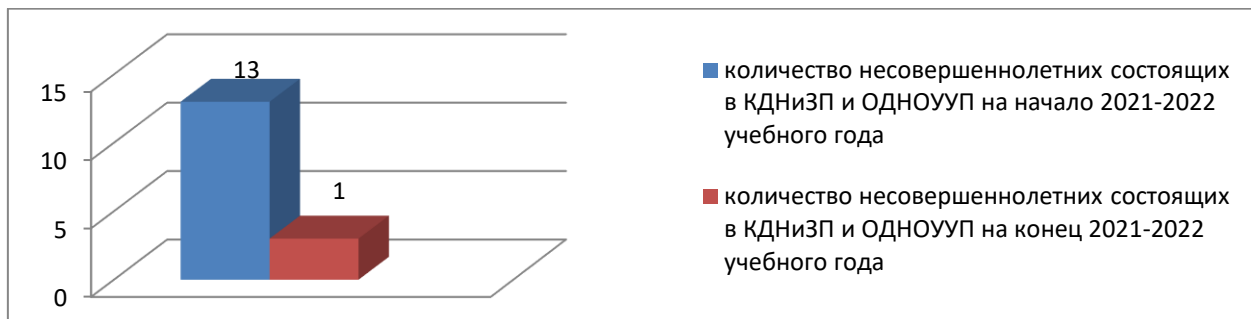 13
15
10
5
0
1
количество несовершеннолетних состоящих
в КДНиЗП и ОДНОУУП на начало 2021-2022
учебного года
количество несовершеннолетних состоящих
в КДНиЗП и ОДНОУУП на конец 2021-2022
учебного года